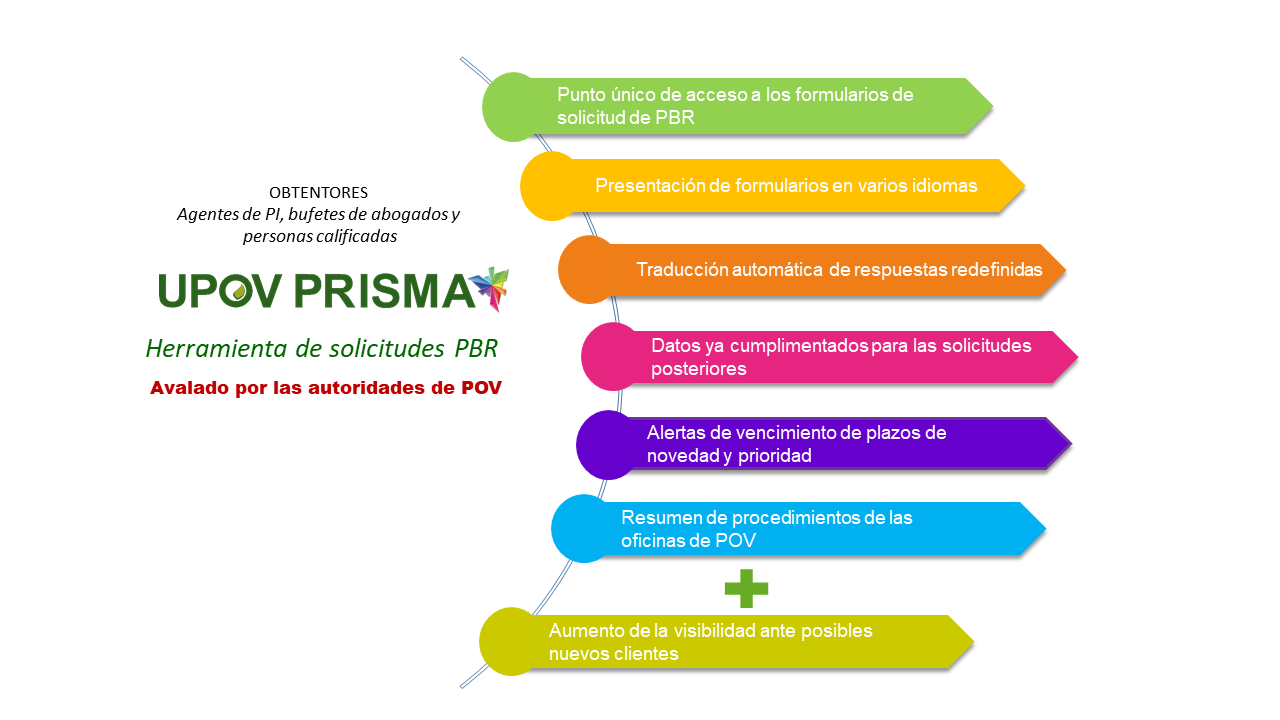 OBTENTORES
Agentes de PI, bufetes de abogados y
personas calificadas
UPOV PRISMA
Herramienta de solicitudes PBR
Avalado por las autoridades de POV
Punto único de acceso a los formularios de
solicitud de PBR
Presentación de formularios en varios idiomas
Traducción automática de respuestas redefinidas
Datos ya cumplimentados para las solicitudes
posteriores
Alertas de vencimiento de plazos de
novedad y prioridad
Resumen de procedimientos de las
oficinas de POV
Aumento de la visibilidad ante posibles
nuevos clientes